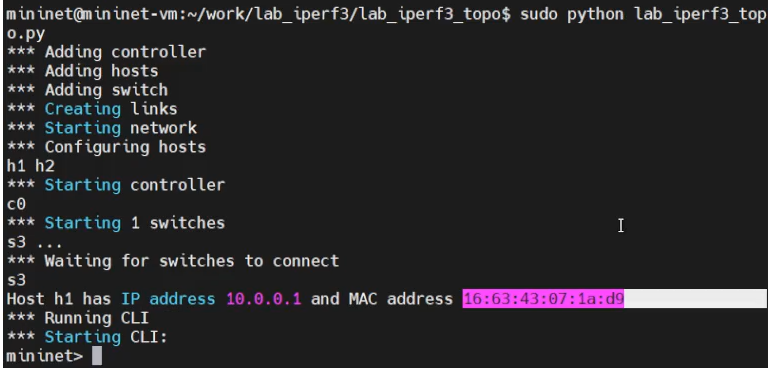 mininet@mininet-vm:~/work/lab_iperf3/lab_iperf3_topo$ sudo python lab_iperf3_top
o.py
*** Adding controller
*** Adding hosts
*** Adding switch
*** Creating links
*** Starting network
*** Configuring hosts
h1 h2
*** Starting controller
c0
*** Starting 1 switches
s3 ...
*** Waiting for switches to connect
s3
Host h1 has IP address 10.0.0.1 and MAC address 16:63:43:07:1a:d9
*** Running CLI
*** Starting CLI:
mininet>